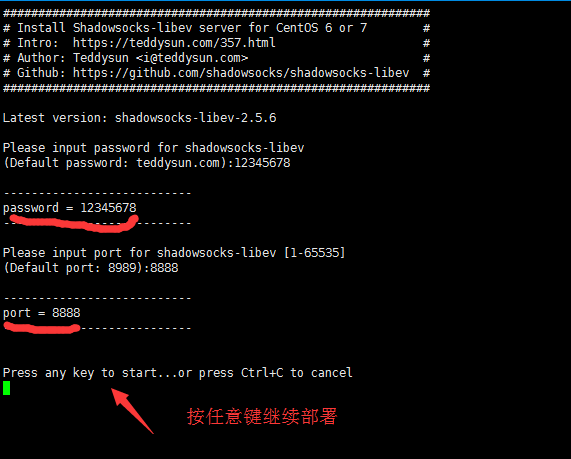 ########################################################
# Install Shadowsocks-libev server for CentOS 6 or 7       #
# Intro:  https://teddysun.com/357.html                   #
# Author: Teddysun <i@teddysun.com>                       #
# Github: https://github.com/shadowsocks/shadowsocks-libev  #
########################################################
Latest version: shadowsocks-libev-2.5.6
Please input password for shadowsocks-libev
(Default password: teddysun.com):12345678
---------------------------
password = 12345678
---------------------------
Please input port for shadowsocks-libev [1-65535]
(Default port: 8989):8888
---------------------------
port = 8888
---------------------------
Press any key to start...or press Ctrl+C to cancel
按任意键继续部署